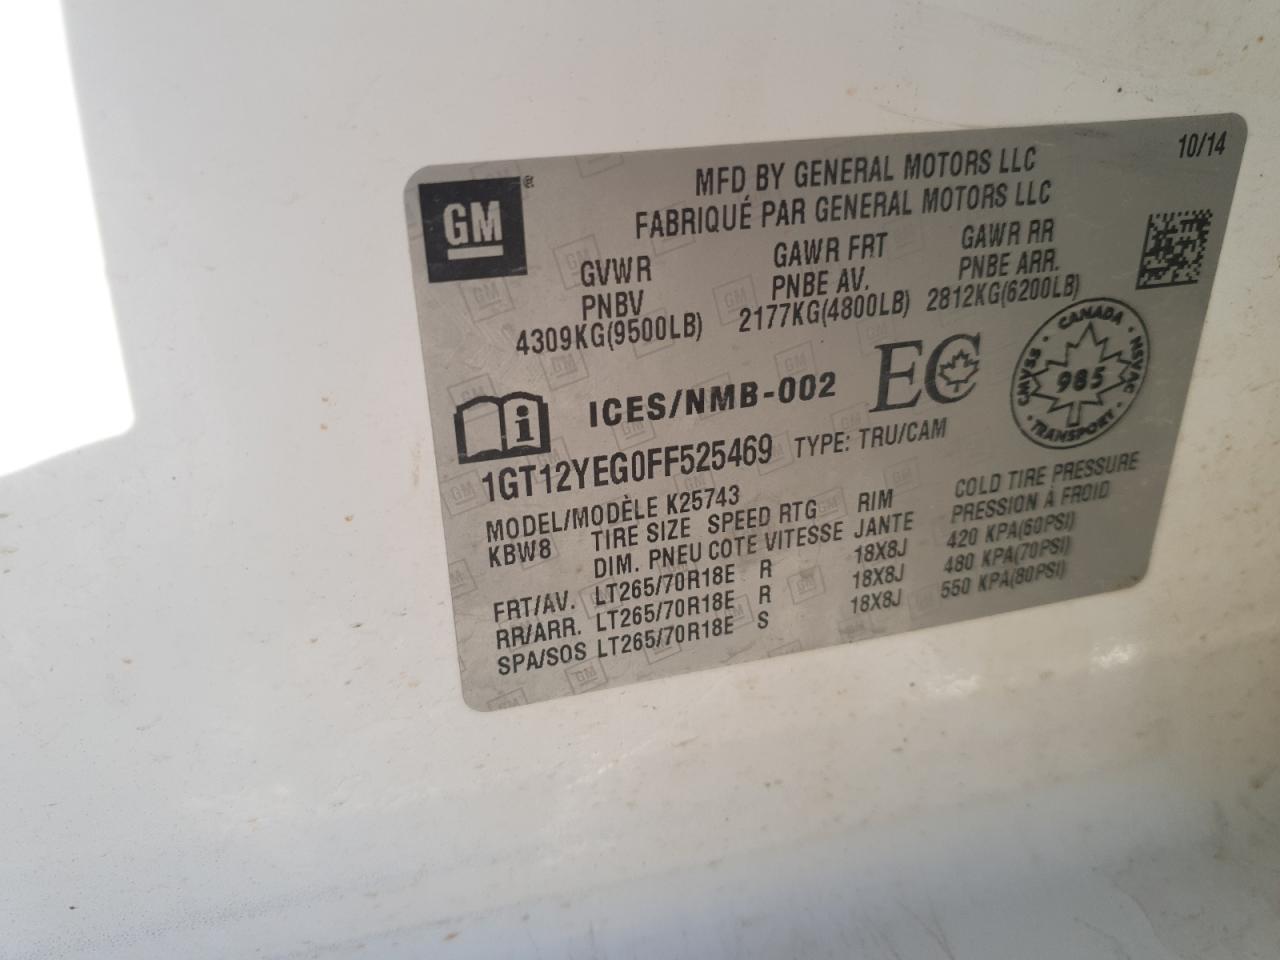 10/14
GM
MFD BY GENERAL MOTORS LLC
FABRIQUÉ PAR GENERAL MOTORS LLC
GVWR GAWR FRT GAWR RR
PNBV PNBE AV. PNBE ARR.
4309KG(9500LB) 2177KG(4800LB) 2812KG(6200LB)
ICES/NMB-002 EC
CANADA
CMVSS 985 NSVAC
TRANSPORT
1GT12YEG0FF525469 TYPE: TRU/CAM
MODEL/MODÈLE K25743
KBW8 TIRE SIZE SPEED RTG RIM COLD TIRE PRESSURE
DIM. PNEU COTE VITESSE JANTE PRESSION À FROID
FRT/AV. LT265/70R18E R 18X8J 420 KPA(60PSI)
RR/ARR. LT265/70R18E R 18X8J 480 KPA(70PSI)
SPA/SOS LT265/70R18E S 18X8J 550 KPA(80PSI)